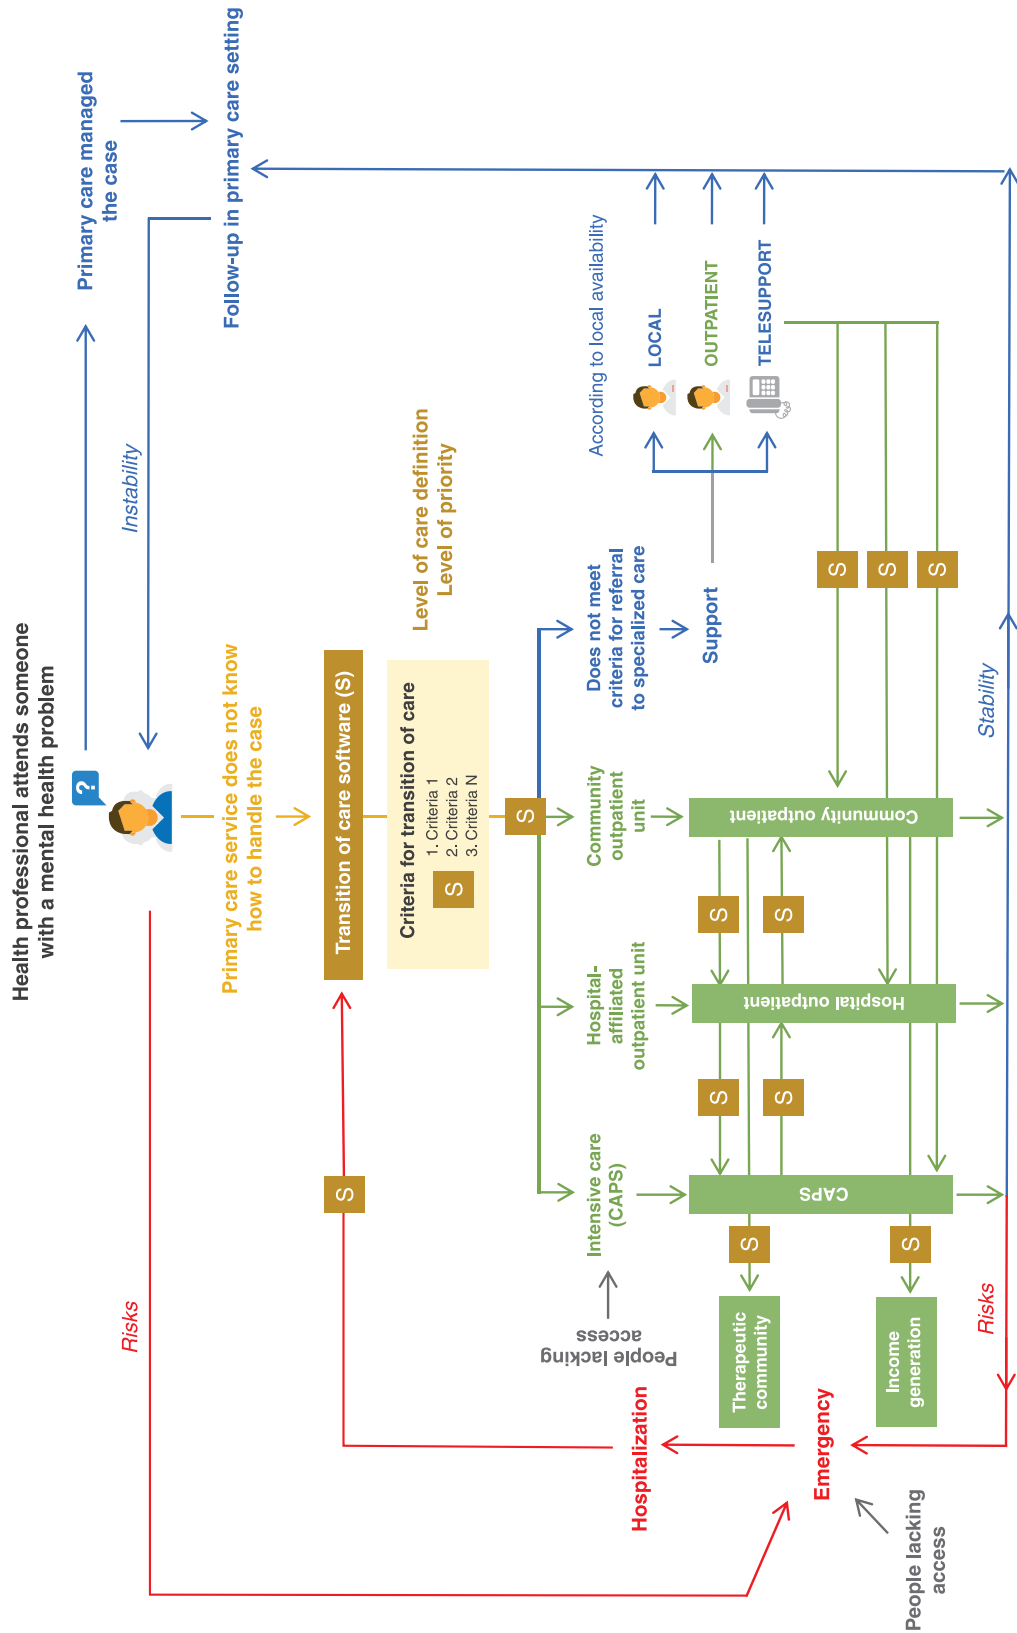 Health professional attends someone
with a mental health problem
?
Primary care managed
the case
Risks
Instability
Primary care service does not know
how to handle the case
Follow-up in primary care setting
S
Transition of care software (S)
Criteria for transition of care
S
1. Criteria 1
2. Criteria 2
3. Criteria N
Level of care definition
Level of priority
S
People lacking
access
Intensive care
(CAPS)
Hospital-
affiliated
outpatient unit
Community
outpatient
unit
Does not meet
criteria for referral
to specialized care
According to local availability
Hospitalization
Support
LOCAL
OUTPATIENT
TELESUPPORT
Therapeutic
community
S
CAPS
S
S
Hospital outpatient
S
S
Community outpatient
Emergency
Income
generation
S
S
S
S
People lacking
access
Risks
Stability